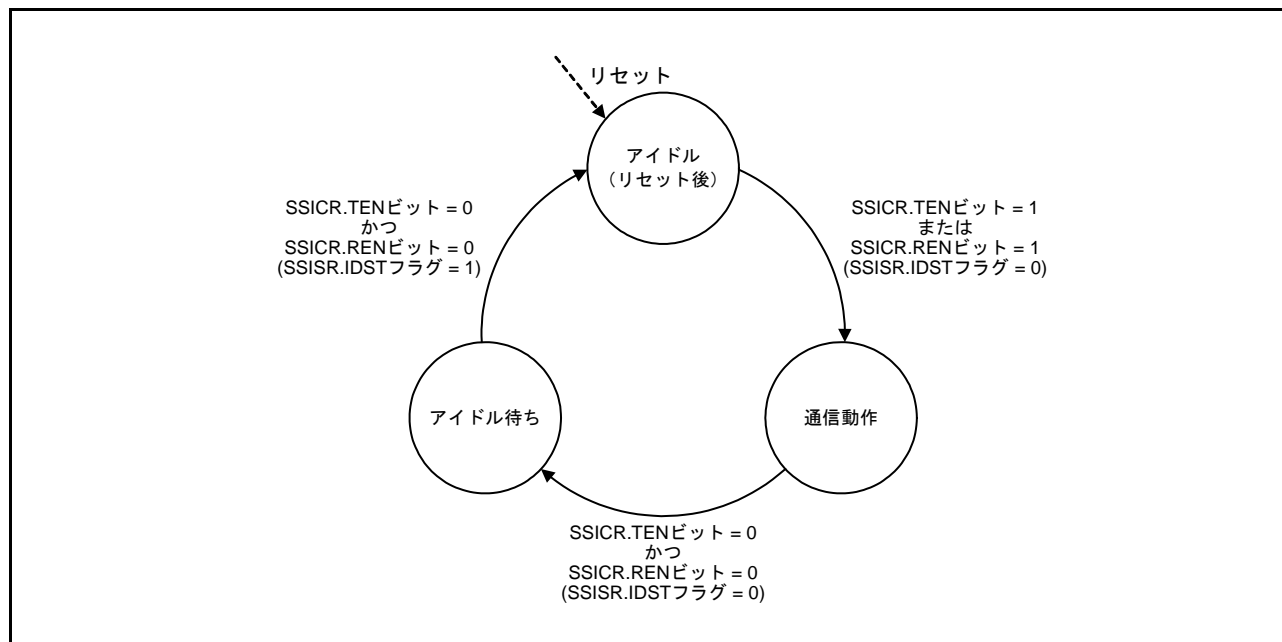 リセット
アイドル
（リセット後）
SSICR.TENビット = 0
かつ
SSICR.RENビット = 0
(SSISR.IDSTフラグ = 1)
SSICR.TENビット = 1
または
SSICR.RENビット = 1
(SSISR.IDSTフラグ = 0)
アイドル待ち
通信動作
SSICR.TENビット = 0
かつ
SSICR.RENビット = 0
(SSISR.IDSTフラグ = 0)